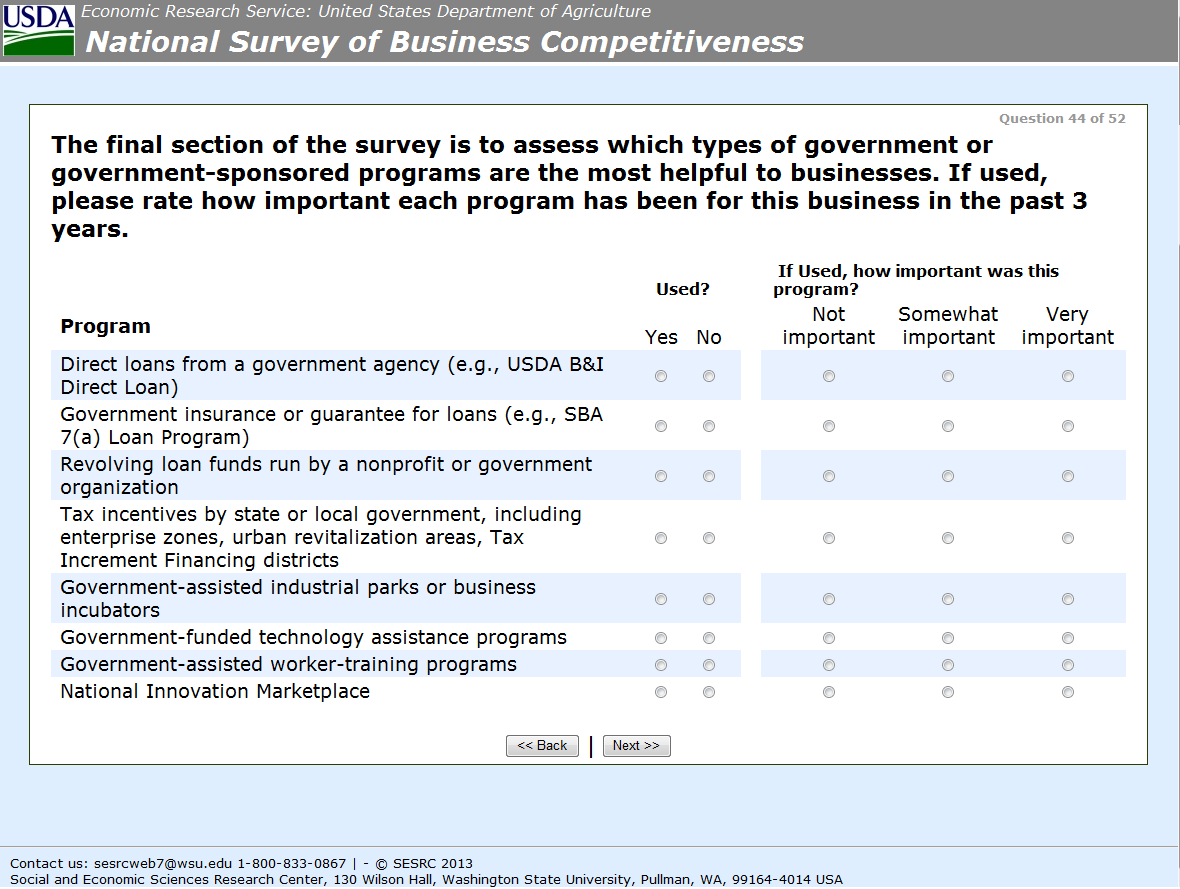 USDA
Economic Research Service: United States Department of Agriculture
National Survey of Business Competitiveness
Question 44 of 52
The final section of the survey is to assess which types of government or
government-sponsored programs are the most helpful to businesses. If used,
please rate how important each program has been for this business in the past 3
years.
Used?
If Used, how important was this
program?
Program
Yes No
Not
important
Somewhat
important
Very
important
Direct loans from a government agency (e.g., USDA B&I
Direct Loan)
Government insurance or guarantee for loans (e.g., SBA
7(a) Loan Program)
Revolving loan funds run by a nonprofit or government
organization
Tax incentives by state or local government, including
enterprise zones, urban revitalization areas, Tax
Increment Financing districts
Government-assisted industrial parks or business
incubators
Government-funded technology assistance programs
Government-assisted worker-training programs
National Innovation Marketplace
<< Back | Next >>
Contact us: sesrcweb7@wsu.edu 1-800-833-0867 | - © SESRC 2013
Social and Economic Sciences Research Center, 130 Wilson Hall, Washington State University, Pullman, WA, 99164-4014 USA